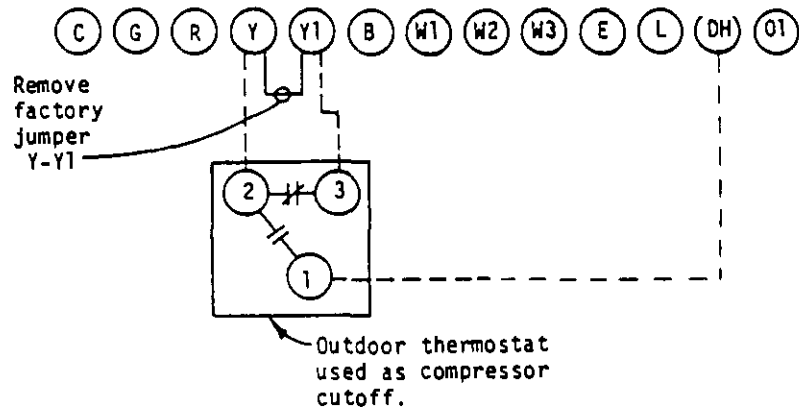 C G R Y Y1 B W1 W2 W3 E L (DH) O1
Remove
factory
jumper
Y-Y1
2 3
1
Outdoor thermostat
used as compressor
cutoff.